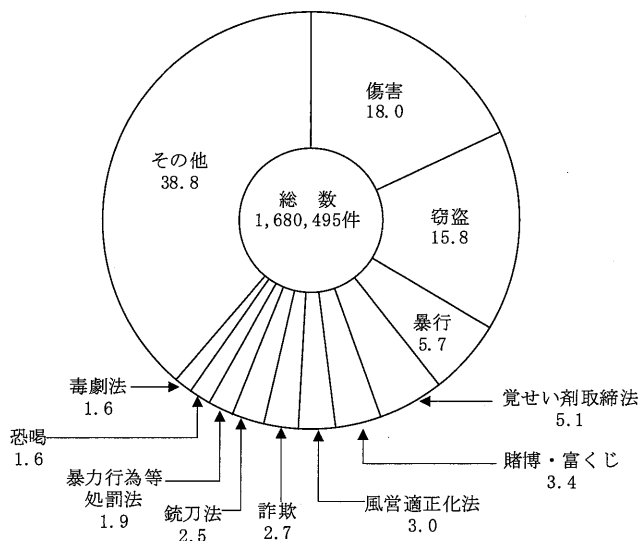 傷害
18.0
その他
38.8
総 数
1,680,495件
窃盗
15.8
暴行
5.7
覚せい剤取締法
5.1
賭博・富くじ
3.4
風営適正化法
3.0
詐欺
2.7
銃刀法
2.5
暴力行為等
処罰法
1.9
恐喝
1.6
毒劇法
1.6